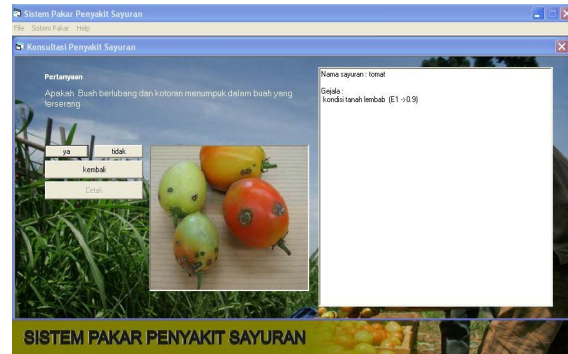 Sistem Pakar Penyakit Sayuran
File Sistem Pakar Help
Konsultasi Penyakit Sayuran
Pertanyaan
Apakah Buah berlubang dan kotoran menumpuk dalam buah yang
terserang
ya tidak
kembali
Cetak
Nama sayuran : tomat
Gejala :
kondisi tanah lembab (E1 ->0.9)
SISTEM PAKAR PENYAKIT SAYURAN